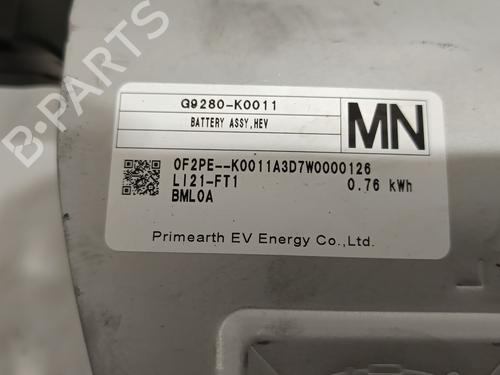 G9280-K0011
BATTERY ASSY,HEV
MN
0F2PE--K0011A3D7W0000126
LI21-FT1 0.76 kWh
BML0A
Primearth EV Energy Co.,Ltd.
B-PARTS